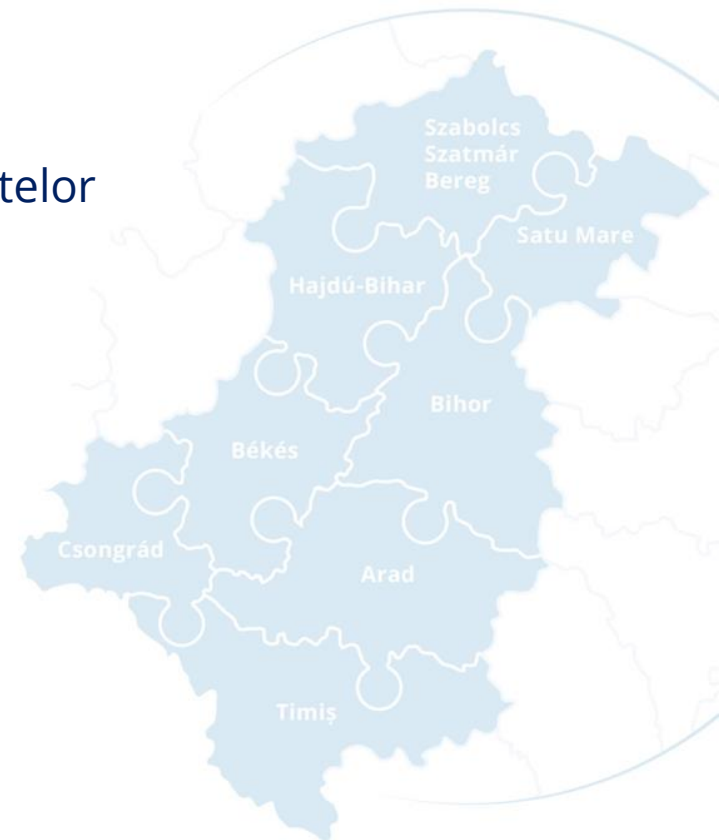 telor
Szabolcs
Szatmár
Bereg
Satu Mare
Hajdú-Bihar
Bihor
Békés
Csongrád
Arad
Timiș